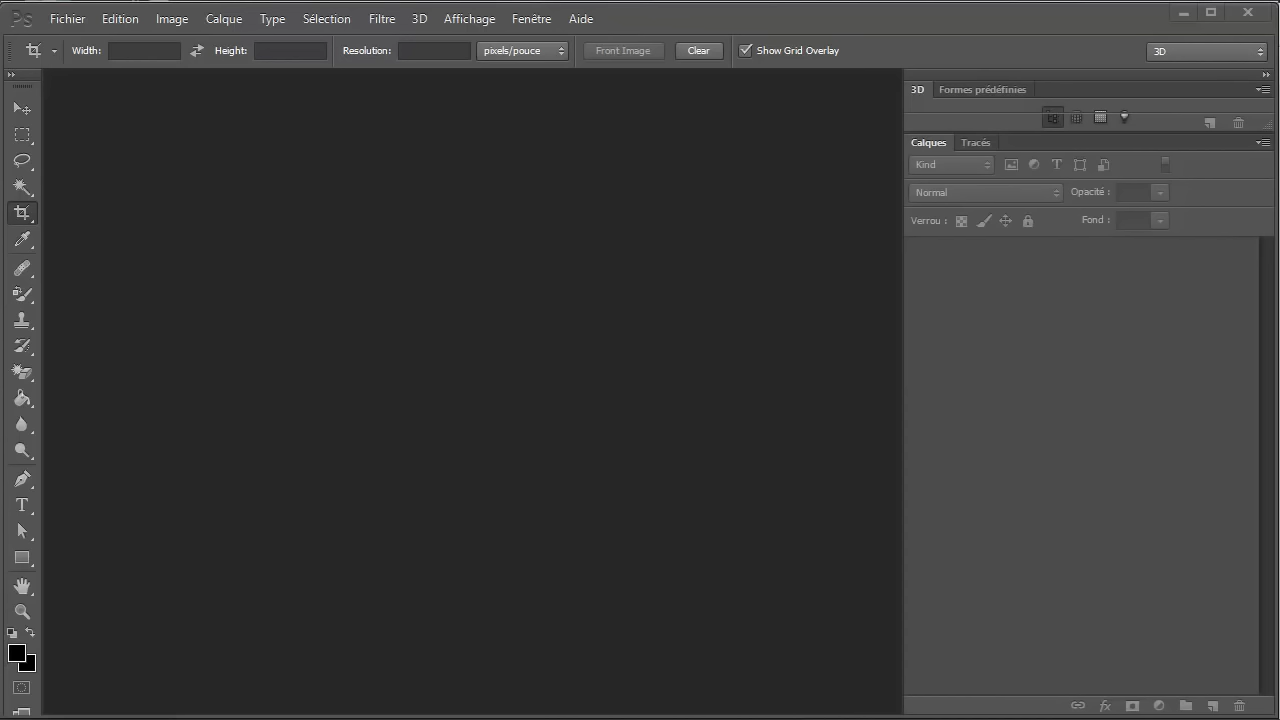 Ps Fichier Edition Image Calque Type Sélection Filtre 3D Affichage Fenêtre Aide
Width: Height: Resolution: pixels/pouce Front Image Clear Show Grid Overlay 3D
3D Formes prédéfinies
Calques Tracés
Kind
Normal Opacité :
Verrou : Fond :